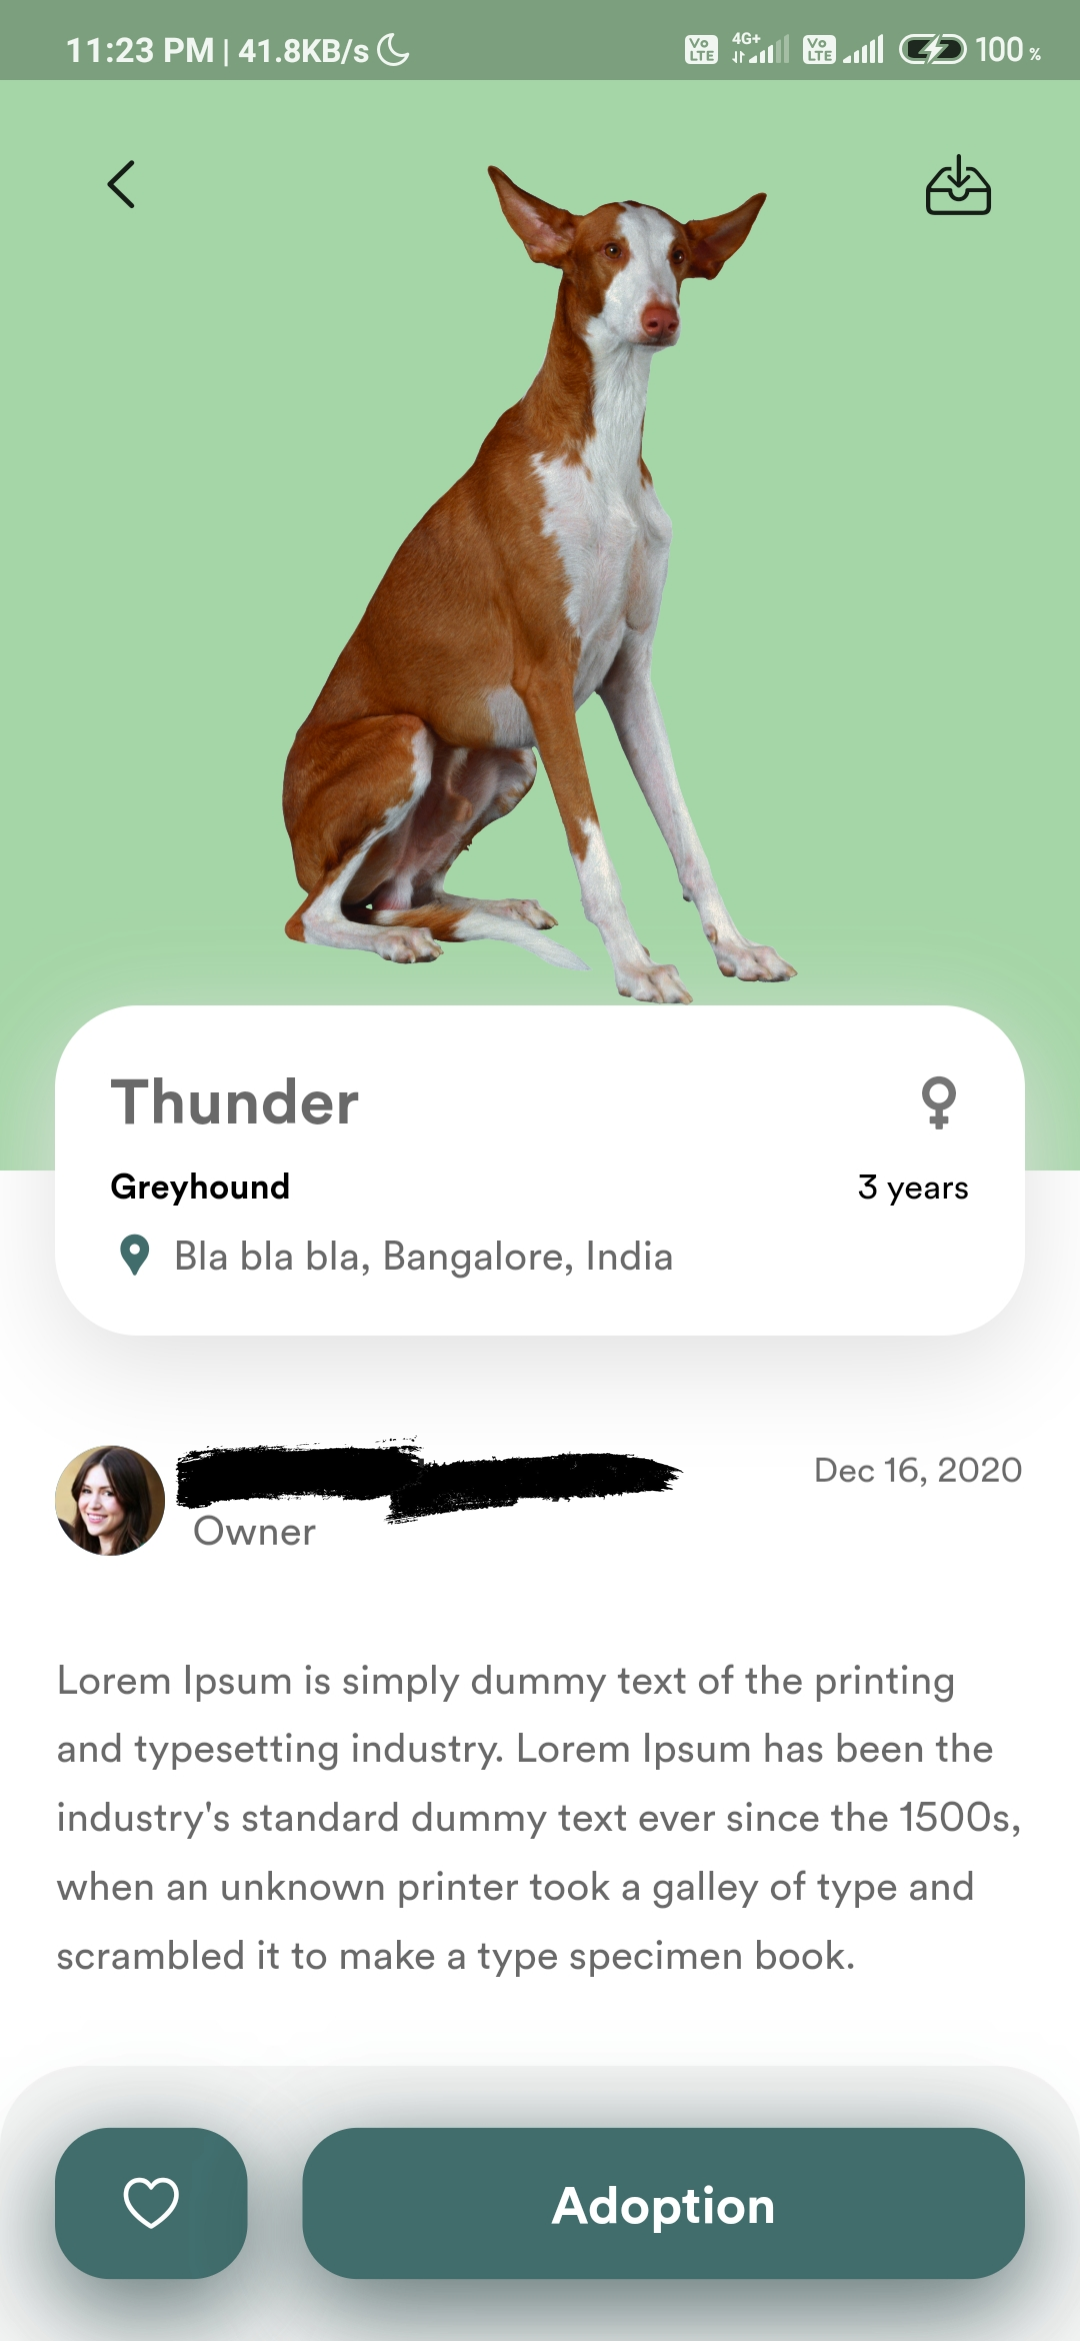 11:23 PM | 41.8KB/s Vo LTE 4G+ Vo LTE 100 %
Thunder
Greyhound 3 years
Bla bla bla, Bangalore, India
Dec 16, 2020
Owner
Lorem Ipsum is simply dummy text of the printing
and typesetting industry. Lorem Ipsum has been the
industry's standard dummy text ever since the 1500s,
when an unknown printer took a galley of type and
scrambled it to make a type specimen book.
Adoption